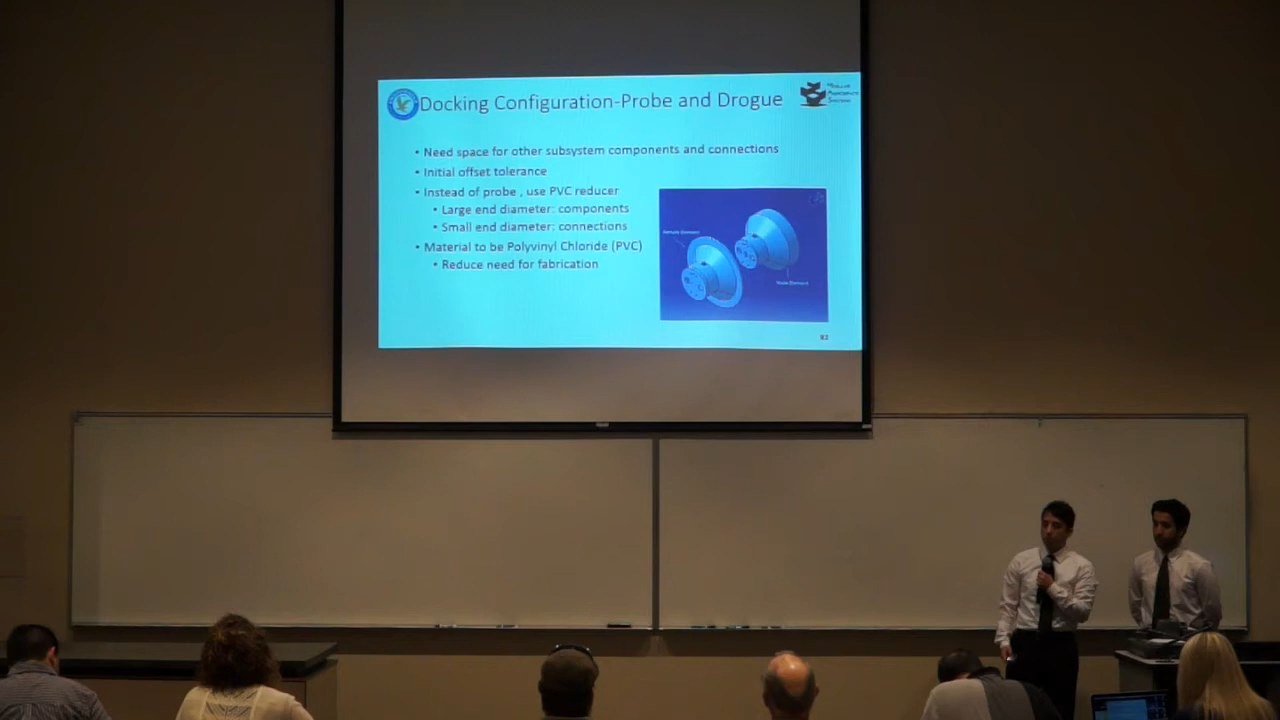 Docking Configuration-Probe and Drogue
• Need space for other subsystem components and connections
• Initial offset tolerance
• Instead of probe , use PVC reducer
• Large end diameter: components
• Small end diameter: connections
• Material to be Polyvinyl Chloride (PVC)
• Reduce need for fabrication
82